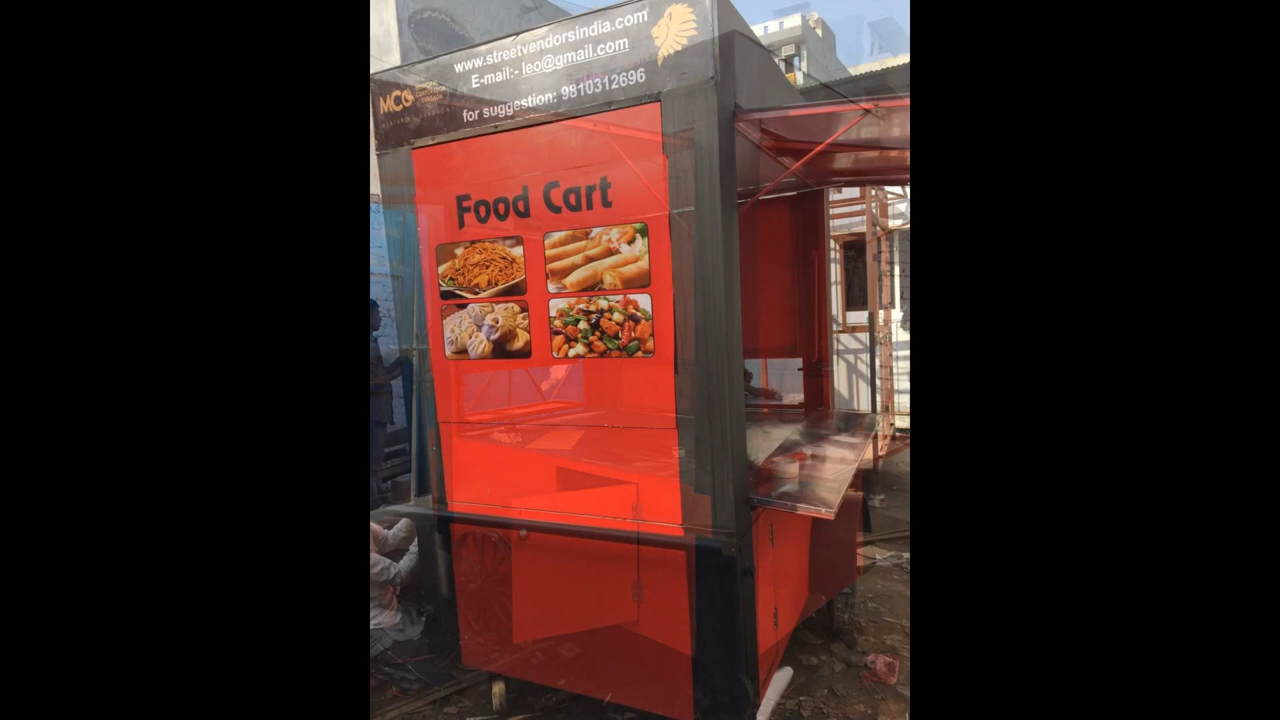 www.streetvendorsindia.com
E-mail:- leo@gmail.com
for suggestion: 9810312696
MCG
Food Cart